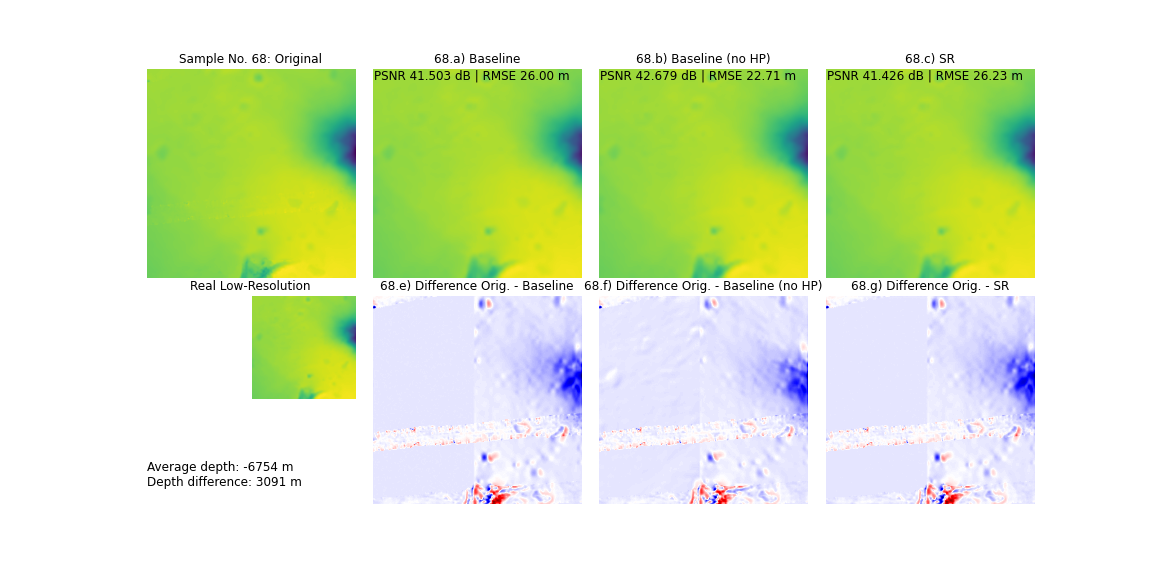 Sample No. 68: Original
68.a) Baseline
68.b) Baseline (no HP)
68.c) SR
PSNR 41.503 dB | RMSE 26.00 m
PSNR 42.679 dB | RMSE 22.71 m
PSNR 41.426 dB | RMSE 26.23 m
Real Low-Resolution
68.e) Difference Orig. - Baseline
68.f) Difference Orig. - Baseline (no HP)
68.g) Difference Orig. - SR
Average depth: -6754 m
Depth difference: 3091 m